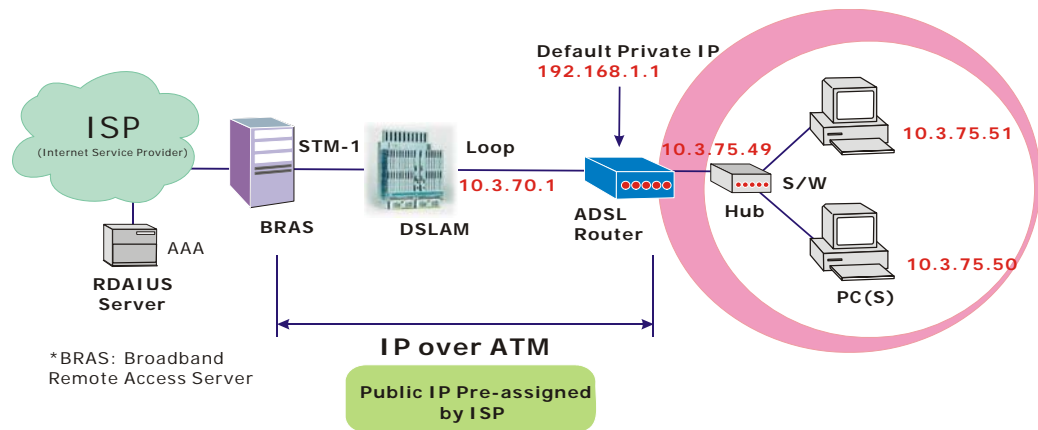 ISP
(Internet Service Provider)
AAA
RDAIUS
Server
BRAS
STM-1
DSLAM
Loop
10.3.70.1
Default Private IP
192.168.1.1
ADSL
Router
10.3.75.49
S/W
Hub
10.3.75.51
10.3.75.50
PC(S)
IP over ATM
Public IP Pre-assigned
by ISP
*BRAS: Broadband
Remote Access Server